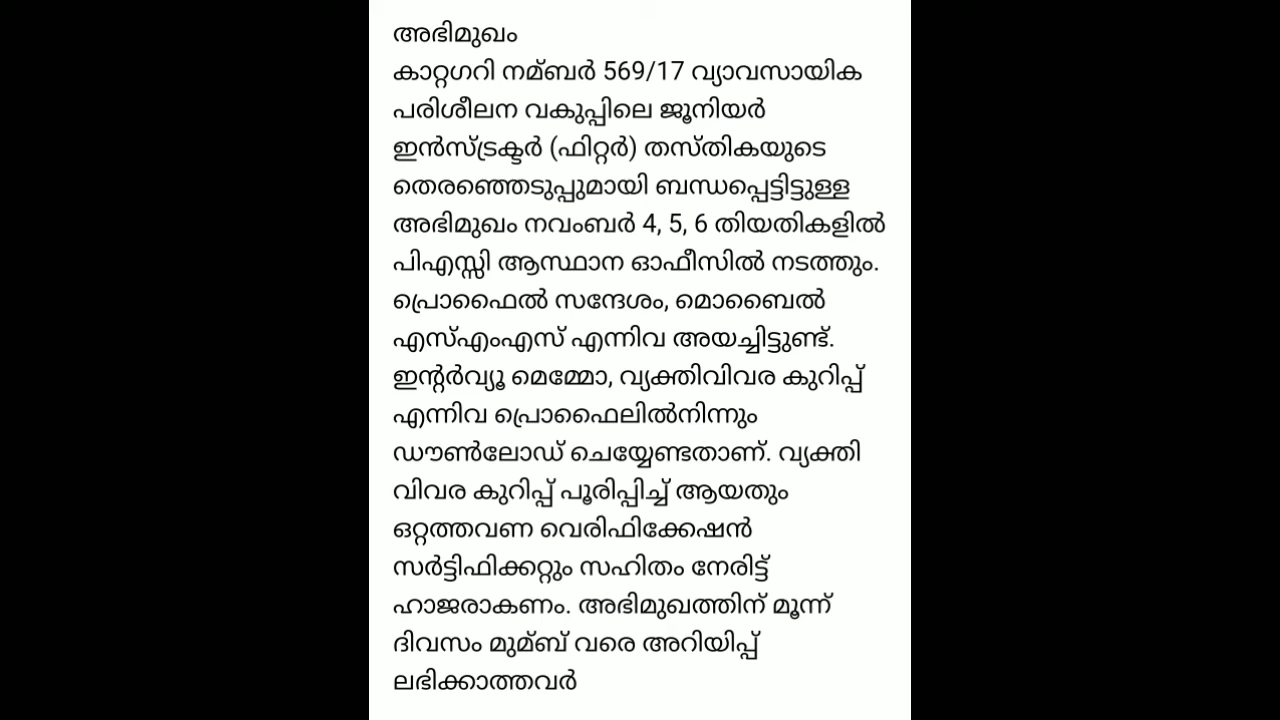 അഭിമുഖം
കാറ്റഗറി നമ്ബർ 569/17 വ്യാവസായിക
പരിശീലന വകുപ്പിലെ ജൂനിയർ
ഇൻസ്ട്രക്ടർ (ഫിറ്റർ) തസ്തികയുടെ
തെരഞ്ഞെടുപ്പുമായി ബന്ധപ്പെട്ടിട്ടുള്ള
അഭിമുഖം നവംബർ 4, 5, 6 തിയതികളിൽ
പിഎസ്സി ആസ്ഥാന ഓഫീസിൽ നടത്തും.
പ്രൊഫൈൽ സന്ദേശം, മൊബൈൽ
എസ്എംഎസ് എന്നിവ അയച്ചിട്ടുണ്ട്.
ഇന്റർവ്യൂ മെമ്മോ, വ്യക്തിവിവര കുറിപ്പ്
എന്നിവ പ്രൊഫൈലിൽനിന്നും
ഡൗൺലോഡ് ചെയ്യേണ്ടതാണ്. വ്യക്തി
വിവര കുറിപ്പ് പൂരിപ്പിച്ച് ആയതും
ഒറ്റത്തവണ വെരിഫിക്കേഷൻ
സർട്ടിഫിക്കറ്റും സഹിതം നേരിട്ട്
ഹാജരാകണം. അഭിമുഖത്തിന് മൂന്ന്
ദിവസം മുമ്ബ് വരെ അറിയിപ്പ്
ലഭിക്കാത്തവർ